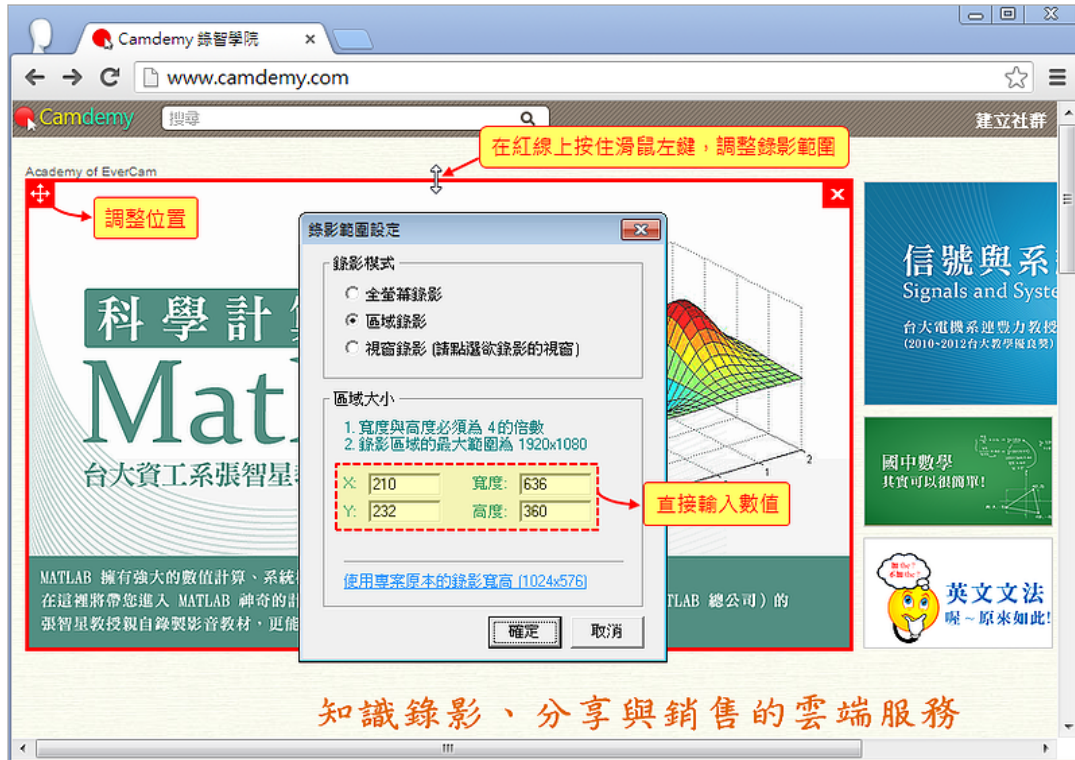 Camdemy 錄智學院
www.camdemy.com
Camdemy
搜尋
建立社群
在紅線上按住滑鼠左鍵，調整錄影範圍
Academy of EverCam
調整位置
錄影範圍設定
錄影模式
全螢幕錄影
區域錄影
視窗錄影 (請點選欲錄影的視窗)
區域大小
1. 寬度與高度必須為 4 的倍數
2. 錄影區域的最大範圍為 1920x1080
X: 210 寬度: 636
Y: 232 高度: 360
直接輸入數值
使用專案原本的錄影寬高 (1024x576)
確定 取消
科學計
Mat
台大資工系張智星
1
2
MATLAB 擁有強大的數值計算、系統
在這裡將帶您進入 MATLAB 神奇的計
TLAB 總公司) 的
張智星教授親自錄製影音教材，更能
信號與系
Signals and Syste
台大電機系連豊力教授
(2010~2012台大教學優良獎)
國中數學
其實可以很簡單!
加 the ?
不加 the ?
英文文法
喔～原來如此!
知識錄影、分享與銷售的雲端服務